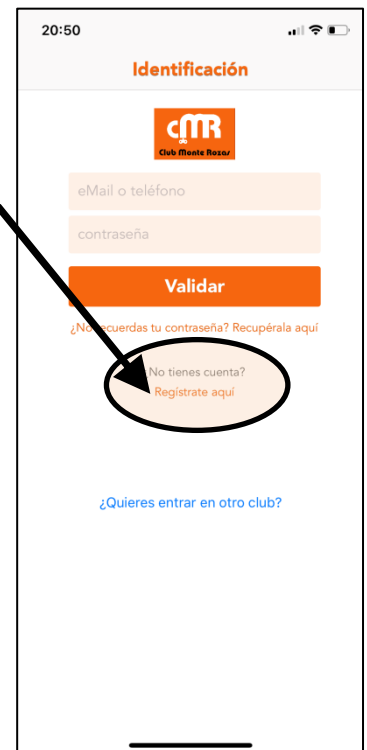 20:50
Identificación
cmR
Club Monte Rozas
eMail o teléfono
contraseña
Validar
¿No recuerdas tu contraseña? Recupérala aquí
¿No tienes cuenta?
Regístrate aquí
¿Quieres entrar en otro club?